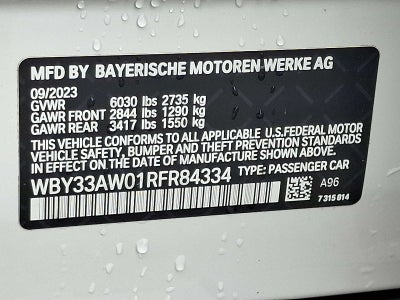 MFD BY BAYERISCHE MOTOREN WERKE AG
09/2023
GVWR 6030 lbs 2735 kg
GAWR FRONT 2844 lbs 1290 kg
GAWR REAR 3417 lbs 1550 kg
THIS VEHICLE CONFORMS TO ALL APPLICABLE U.S.FEDERAL MOTOR
VEHICLE SAFETY, BUMPER AND THEFT PREVENTION STANDARDS
IN EFFECT ON THE DATE OF MANUFACTURE SHOWN ABOVE.
WBY33AW01RFR84334 TYPE: PASSENGER CAR
A96
7 315 014